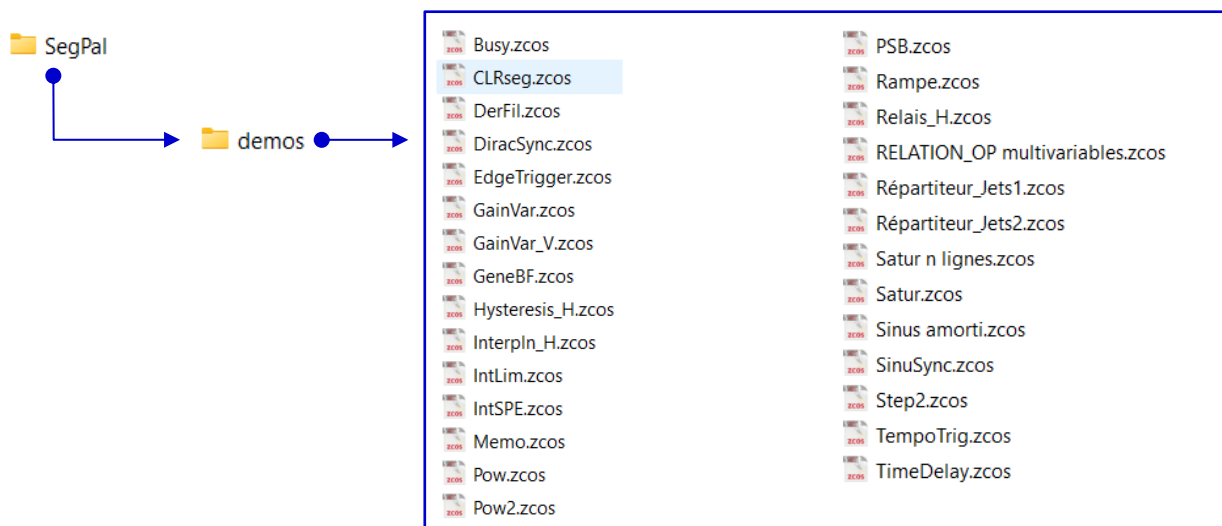 SegPal
demos
Busy.zcos
CLRseg.zcos
DerFil.zcos
DiracSync.zcos
EdgeTrigger.zcos
GainVar.zcos
GainVar_V.zcos
GeneBF.zcos
Hysteresis_H.zcos
Interpln_H.zcos
IntLim.zcos
IntSPE.zcos
Memo.zcos
Pow.zcos
Pow2.zcos
PSB.zcos
Rampe.zcos
Relais_H.zcos
RELATION_OP multivariables.zcos
Répartiteur_Jets1.zcos
Répartiteur_Jets2.zcos
Satur n lignes.zcos
Satur.zcos
Sinus amorti.zcos
SinuSync.zcos
Step2.zcos
TempoTrig.zcos
TimeDelay.zcos